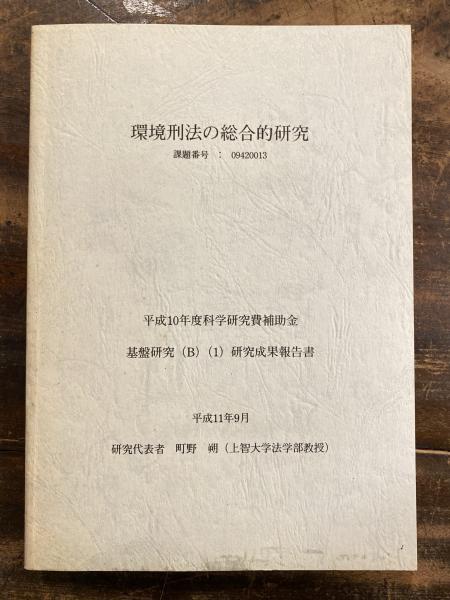 環境刑法の総合的研究
課題番号 : 09420013
平成10年度科学研究費補助金
基盤研究（B）（1）研究成果報告書
平成11年9月
研究代表者 町野 朔（上智大学法学部教授）